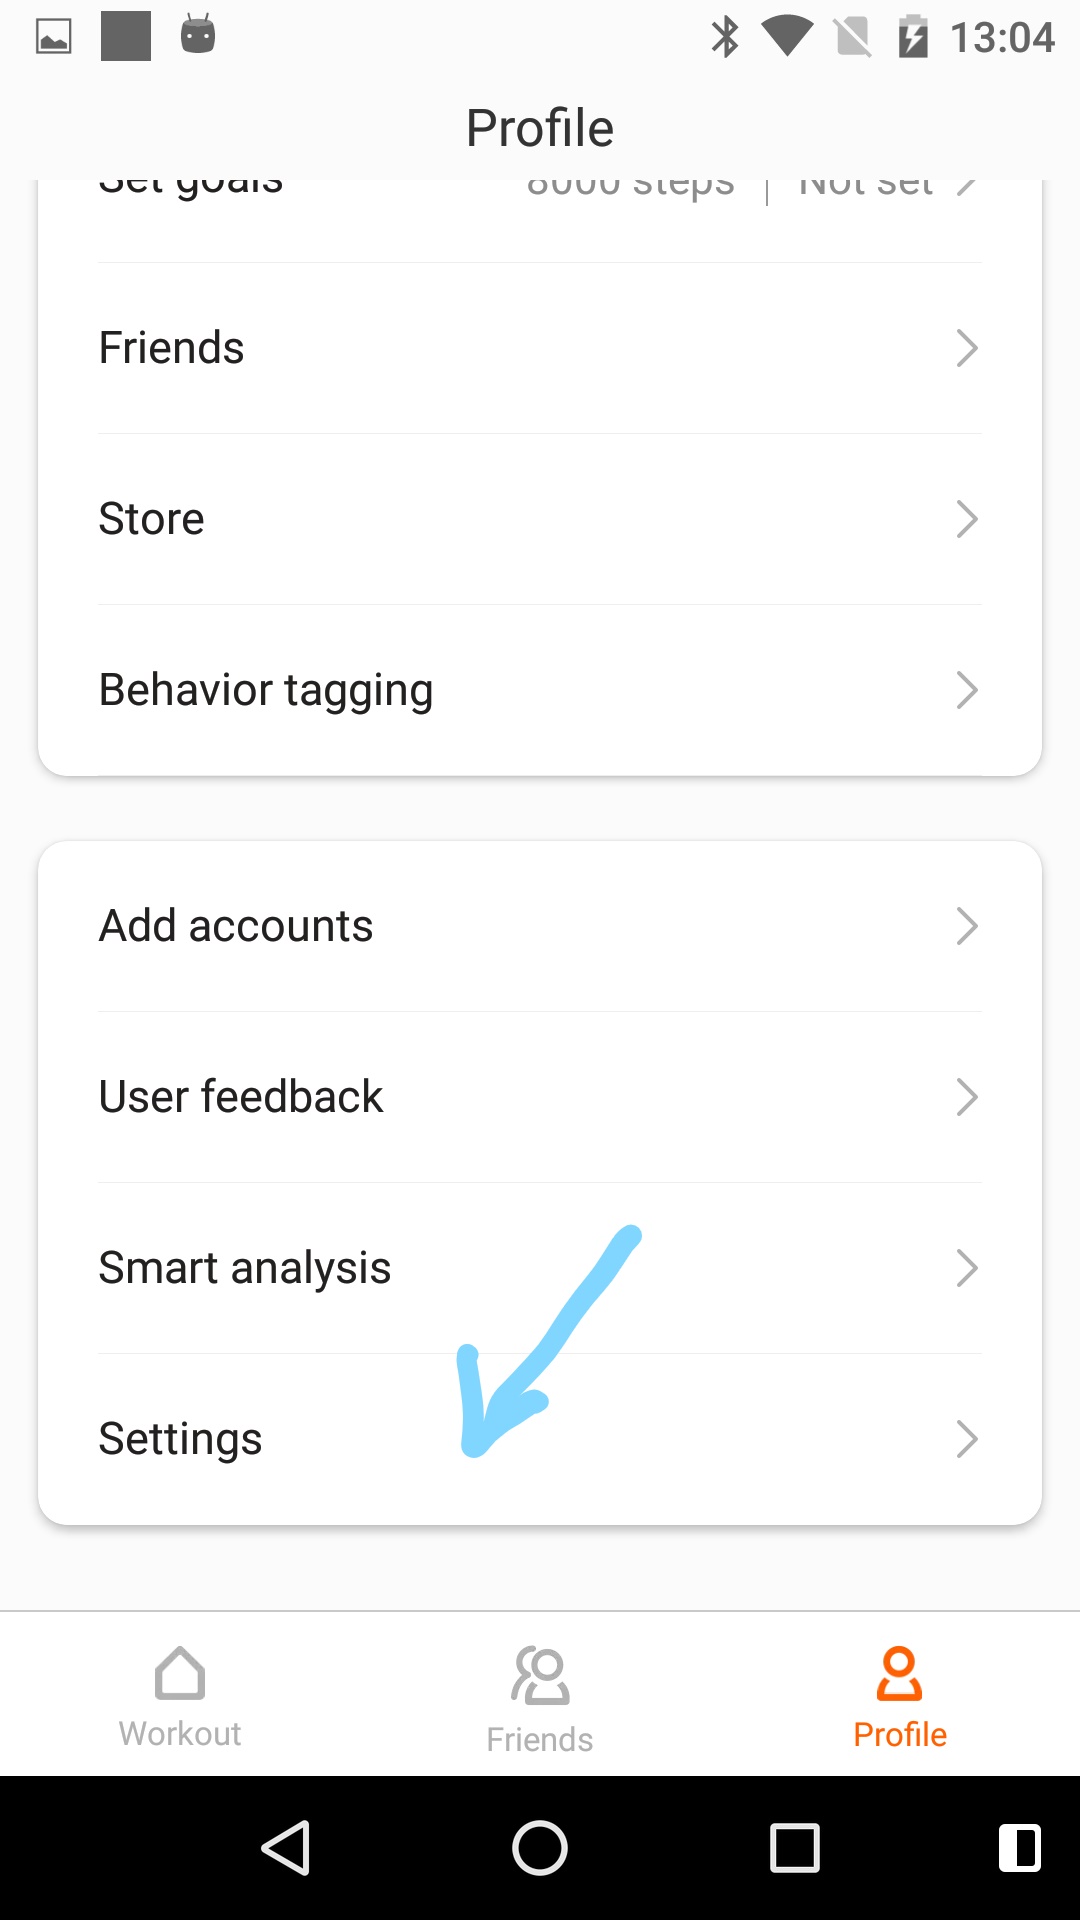 13:04
Profile
Set goals 8000 steps | Not set
Friends
Store
Behavior tagging
Add accounts
User feedback
Smart analysis
Settings
Workout Friends Profile